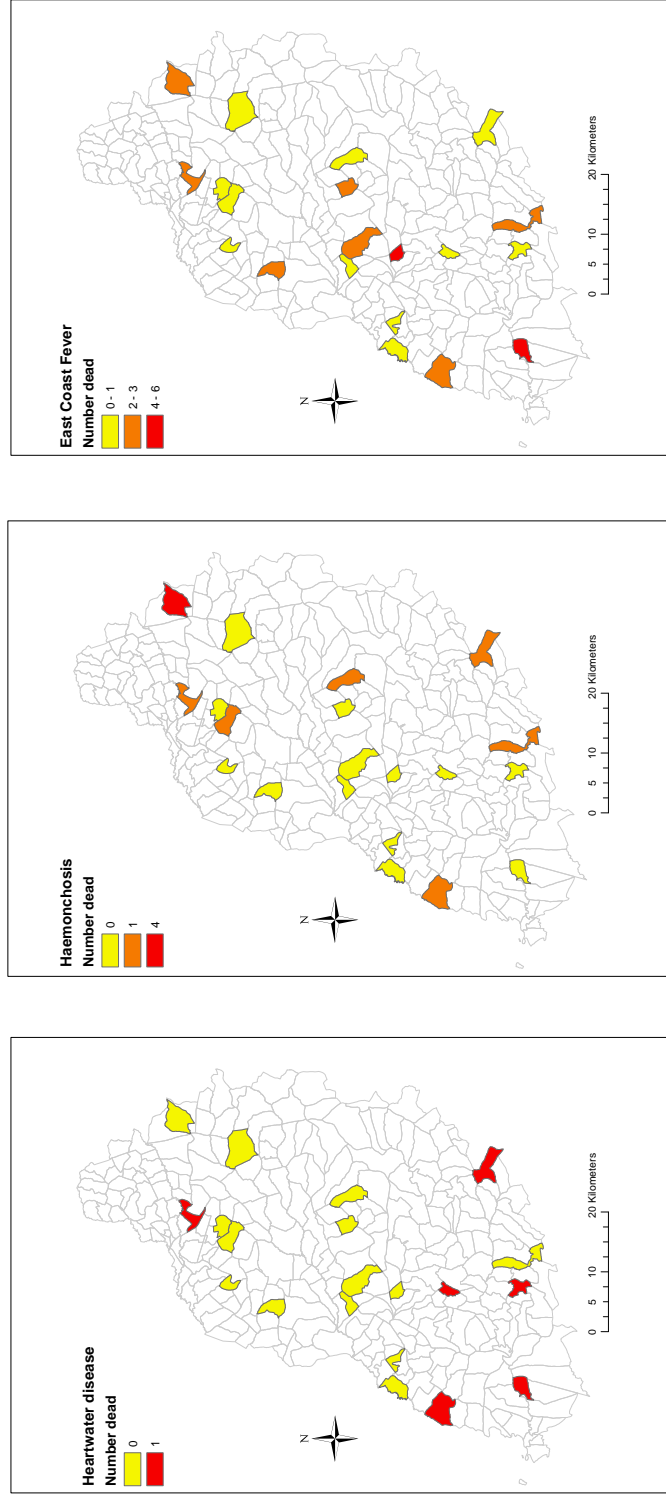 Heartwater disease
Number dead
0
1
N
0 5 10 20 Kilometers
Haemonchosis
Number dead
0
1
4
N
0 5 10 20 Kilometers
East Coast Fever
Number dead
0 - 1
2 - 3
4 - 6
N
0 5 10 20 Kilometers